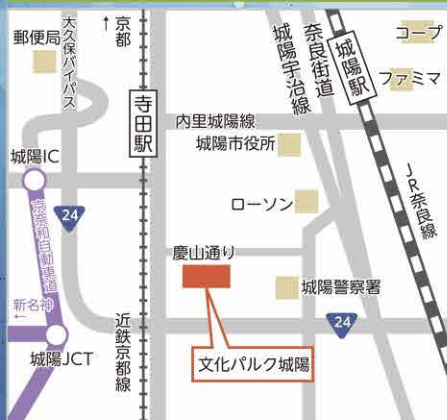 ↑京都
大久保バイパス
郵便局
城陽宇治線
奈良街道
城陽駅
コープ
ファミマ
寺田駅
内里城陽線
城陽市役所
城陽IC
ローソン
JR奈良線
24
京奈和自動車道
慶山通り
城陽警察署
新名神
←
近鉄京都線
24
城陽JCT
文化パルク城陽